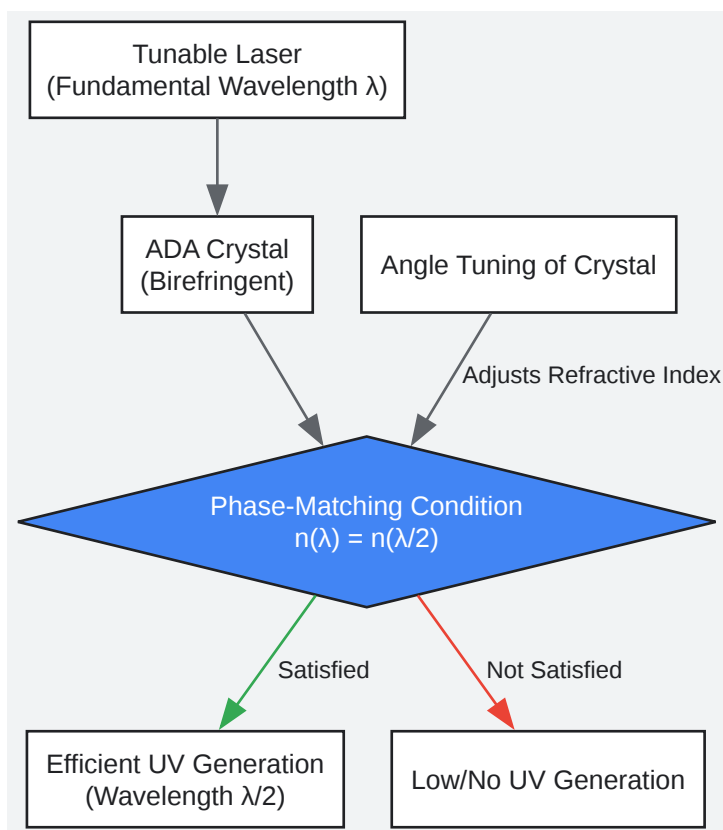 Tunable Laser
(Fundamental Wavelength λ)
ADA Crystal
(Birefringent)
Angle Tuning of Crystal
Adjusts Refractive Index
Phase-Matching Condition
n(λ) = n(λ/2)
Satisfied
Not Satisfied
Efficient UV Generation
(Wavelength λ/2)
Low/No UV Generation